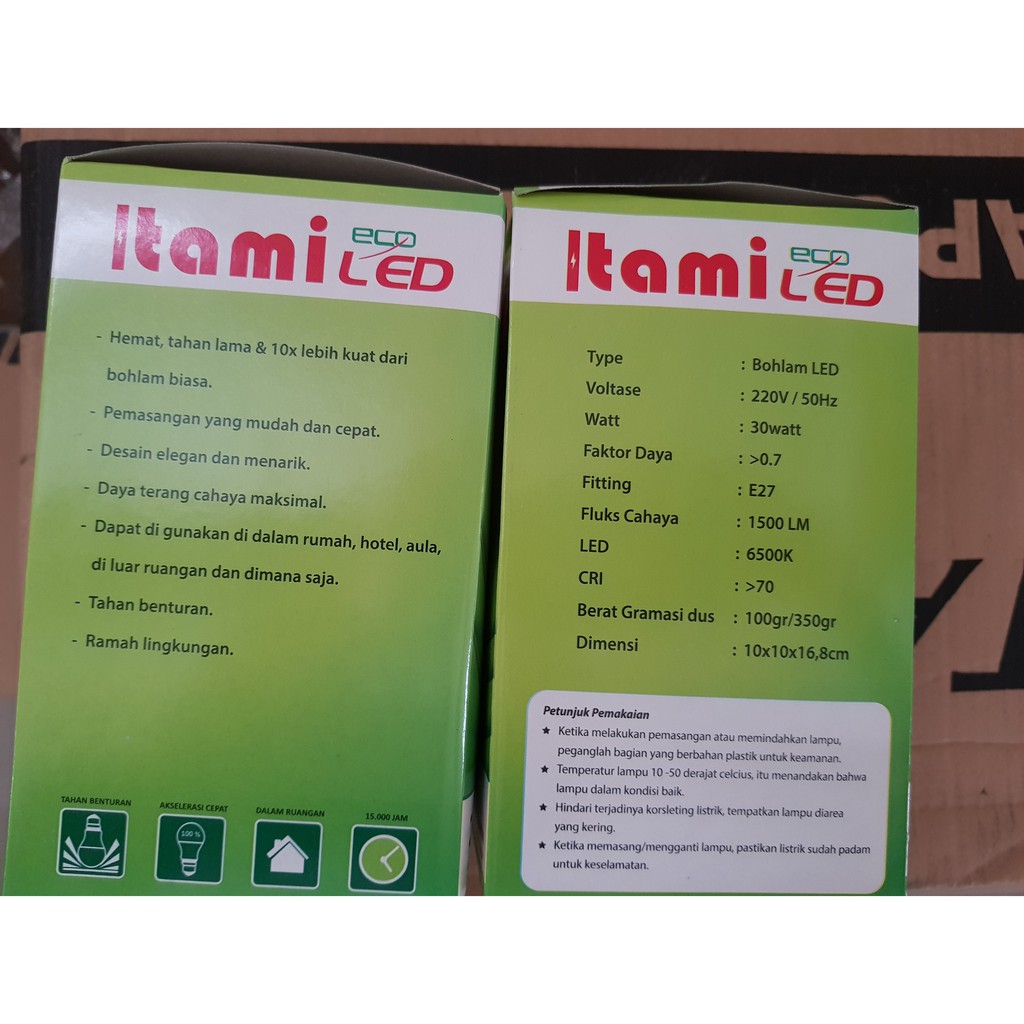 Itami eco LED
- Hemat, tahan lama & 10x lebih kuat dari
bohlam biasa.
- Pemasangan yang mudah dan cepat.
- Desain elegan dan menarik.
- Daya terang cahaya maksimal.
- Dapat di gunakan di dalam rumah, hotel, aula,
di luar ruangan dan dimana saja.
- Tahan benturan.
- Ramah lingkungan.
TAHAN BENTURAN AKSELERASI CEPAT DALAM RUANGAN 15.000 JAM
100 %
Itami eco LED
Type : Bohlam LED
Voltase : 220V / 50Hz
Watt : 30watt
Faktor Daya : >0.7
Fitting : E27
Fluks Cahaya : 1500 LM
LED : 6500K
CRI : >70
Berat Gramasi dus : 100gr/350gr
Dimensi : 10x10x16,8cm
Petunjuk Pemakaian
★ Ketika melakukan pemasangan atau memindahkan lampu,
peganglah bagian yang berbahan plastik untuk keamanan.
★ Temperatur lampu 10 -50 derajat celcius, itu menandakan bahwa
lampu dalam kondisi baik.
★ Hindari terjadinya korsleting listrik, tempatkan lampu diarea
yang kering.
★ Ketika memasang/mengganti lampu, pastikan listrik sudah padam
untuk keselamatan.